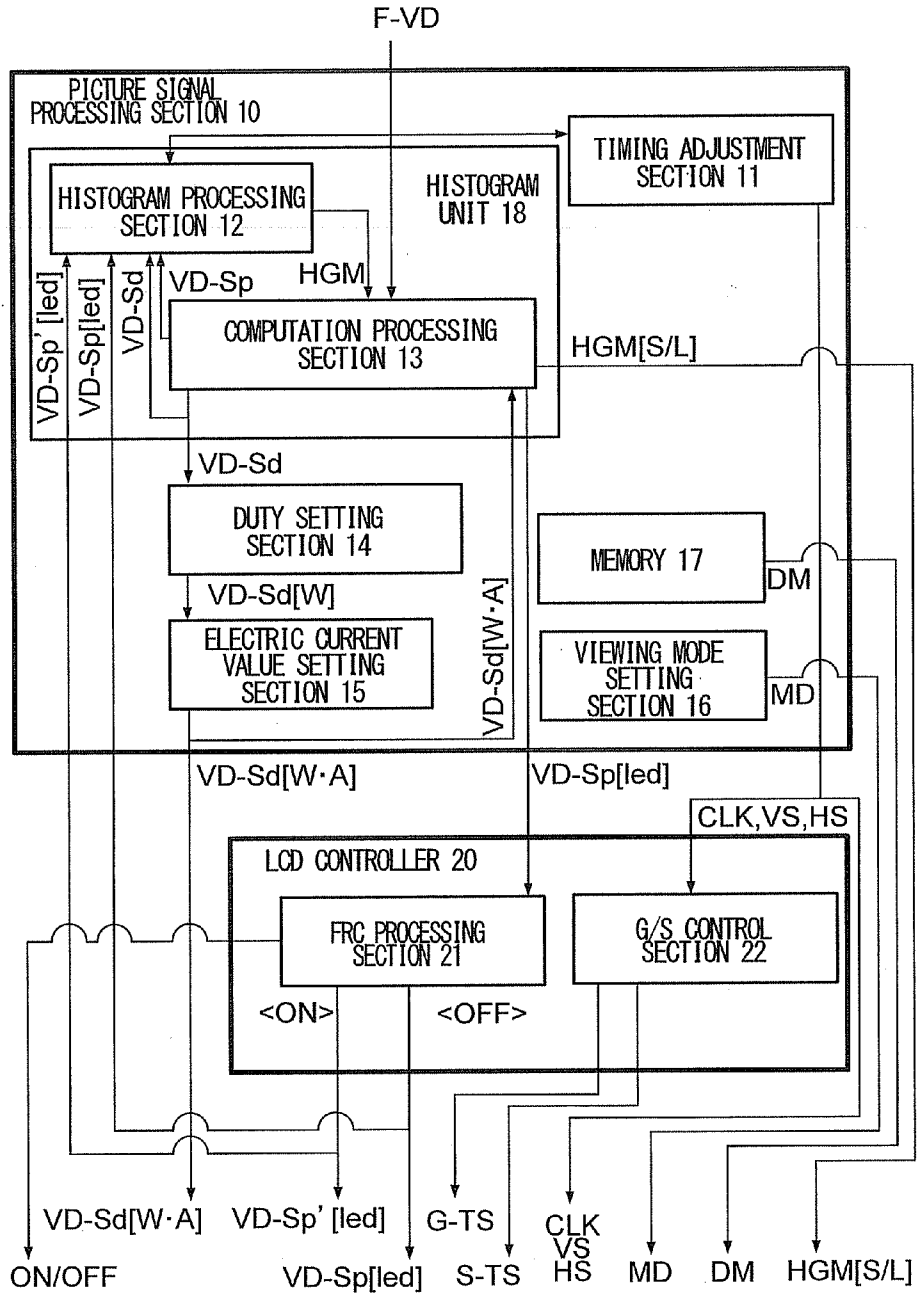 F-VD
PICTURE SIGNAL
PROCESSING SECTION 10
TIMING ADJUSTMENT
SECTION 11
HISTOGRAM PROCESSING
SECTION 12
HISTOGRAM
UNIT 18
VD-Sp'[led]
VD-Sp[led]
VD-Sd
VD-Sp
HGM
COMPUTATION PROCESSING
SECTION 13
HGM[S/L]
VD-Sd
DUTY SETTING
SECTION 14
MEMORY 17
DM
VD-Sd[W]
VD-Sd[W·A]
ELECTRIC CURRENT
VALUE SETTING
SECTION 15
VIEWING MODE
SETTING
SECTION 16
MD
VD-Sd[W·A]
VD-Sp[led]
CLK,VS,HS
LCD CONTROLLER 20
FRC PROCESSING
SECTION 21
G/S CONTROL
SECTION 22
<ON>
<OFF>
VD-Sd[W·A]
VD-Sp'[led]
G-TS
CLK
VS
HS
ON/OFF
VD-Sp[led]
S-TS
MD
DM
HGM[S/L]